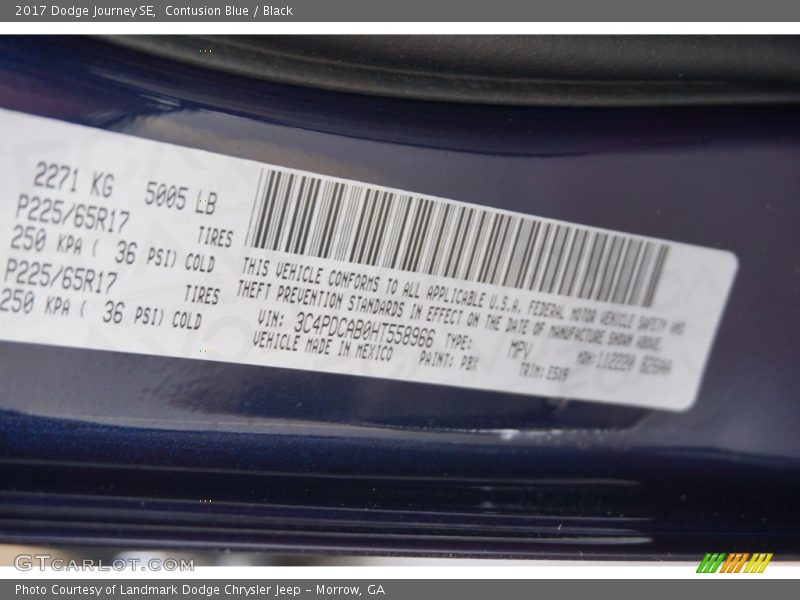 2017 Dodge Journey SE, Contusion Blue / Black
2271 KG 5005 LB
P225/65R17 TIRES
250 KPA ( 36 PSI) COLD
P225/65R17 TIRES
250 KPA ( 36 PSI) COLD
THIS VEHICLE CONFORMS TO ALL APPLICABLE U.S.A. FEDERAL MOTOR VEHICLE SAFETY AND
THEFT PREVENTION STANDARDS IN EFFECT ON THE DATE OF MANUFACTURE SHOWN ABOVE.
VIN: 3C4PDCAB0HT558966 TYPE: MPV
VEHICLE MADE IN MEXICO PAINT: PBX TRIM:
GTCARLOT.COM
Photo Courtesy of Landmark Dodge Chrysler Jeep – Morrow, GA